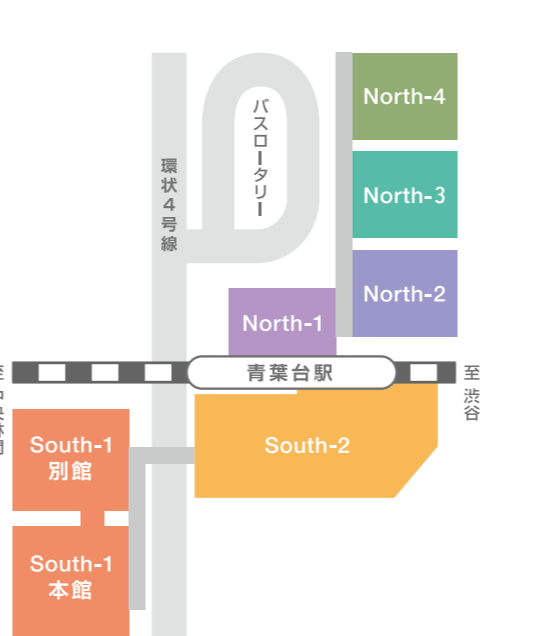 North-4
バスロータリー
環状4号線
North-3
North-2
North-1
青葉台駅
至渋谷
South-1
別館
South-2
South-1
本館